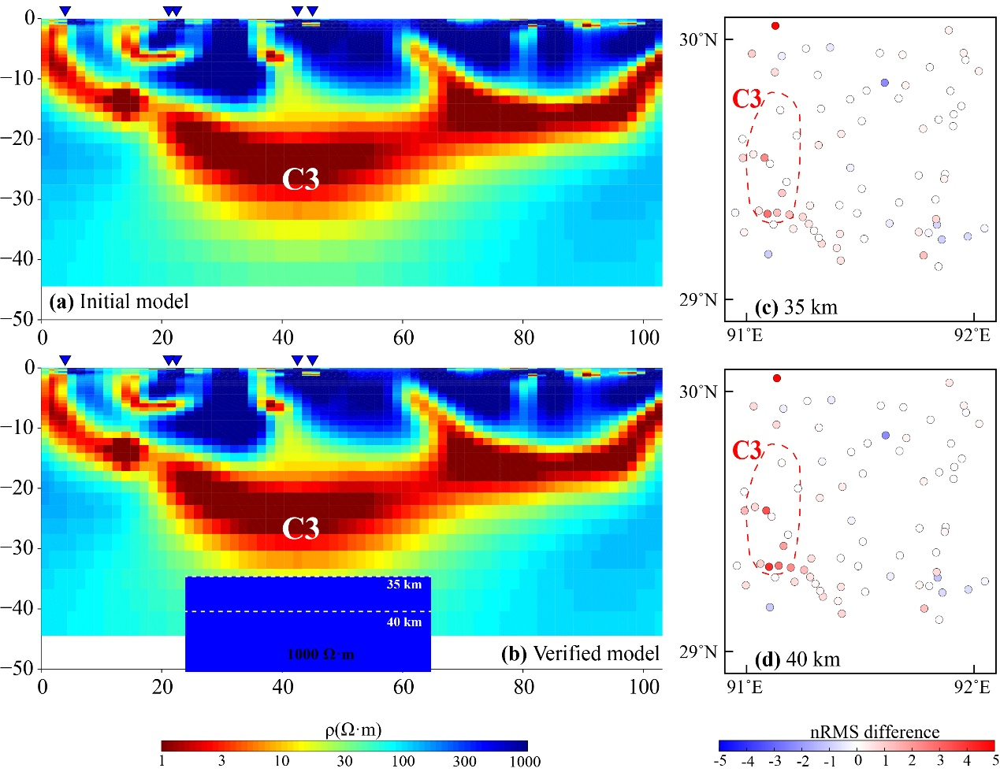 0
−10
−20
−30
−40
−50
C3
(a) Initial model
0 20 40 60 80 100
30˚N
C3
29˚N
(c) 35 km
91˚E 92˚E
0
−10
−20
−30
−40
−50
C3
35 km
40 km
1000 Ω·m
(b) Verified model
0 20 40 60 80 100
30˚N
C3
29˚N
(d) 40 km
91˚E 92˚E
ρ(Ω·m)
1 3 10 30 100 300 1000
nRMS difference
-5 -4 -3 -2 -1 0 1 2 3 4 5